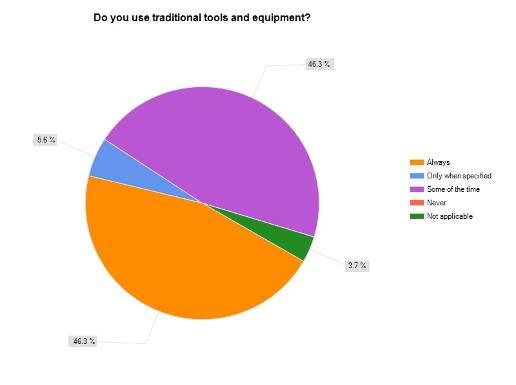 Do you use traditional tools and equipment?
46.3 %
5.6 %
Always
Only when specified
Some of the time
Never
Not applicable
3.7 %
46.3 %